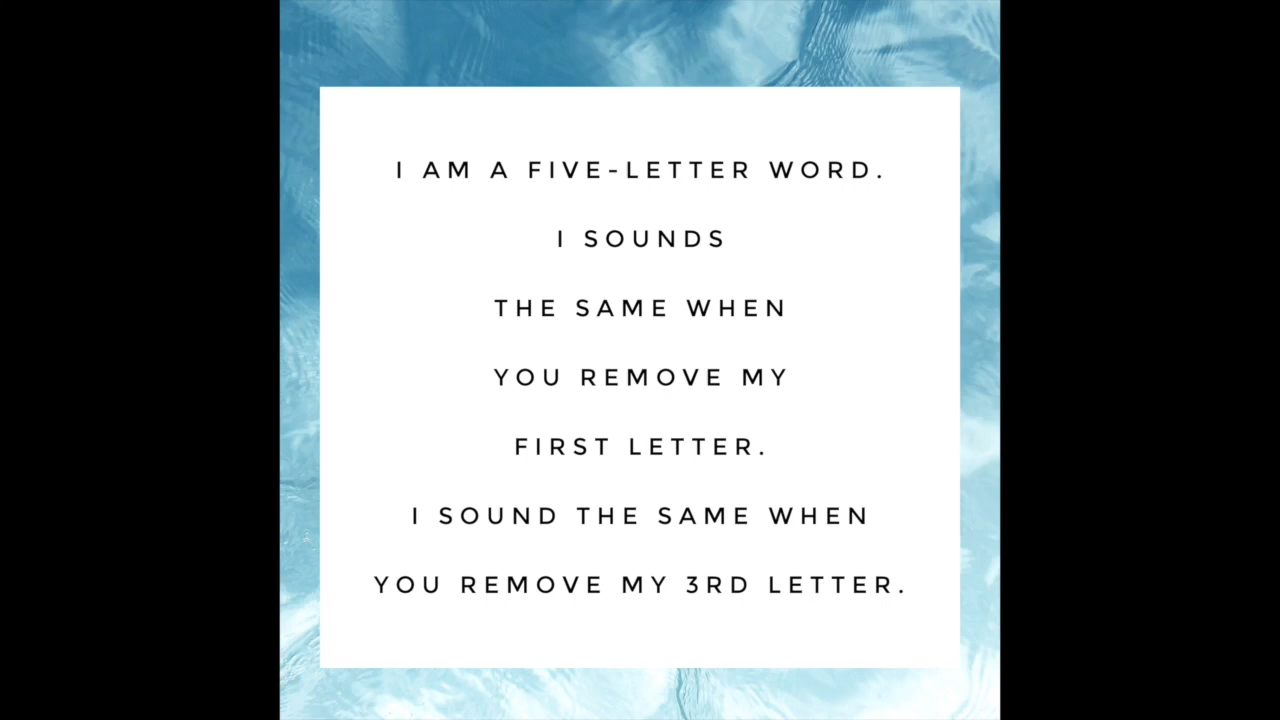 I AM A FIVE-LETTER WORD.
I SOUNDS
THE SAME WHEN
YOU REMOVE MY
FIRST LETTER.
I SOUND THE SAME WHEN
YOU REMOVE MY 3RD LETTER.